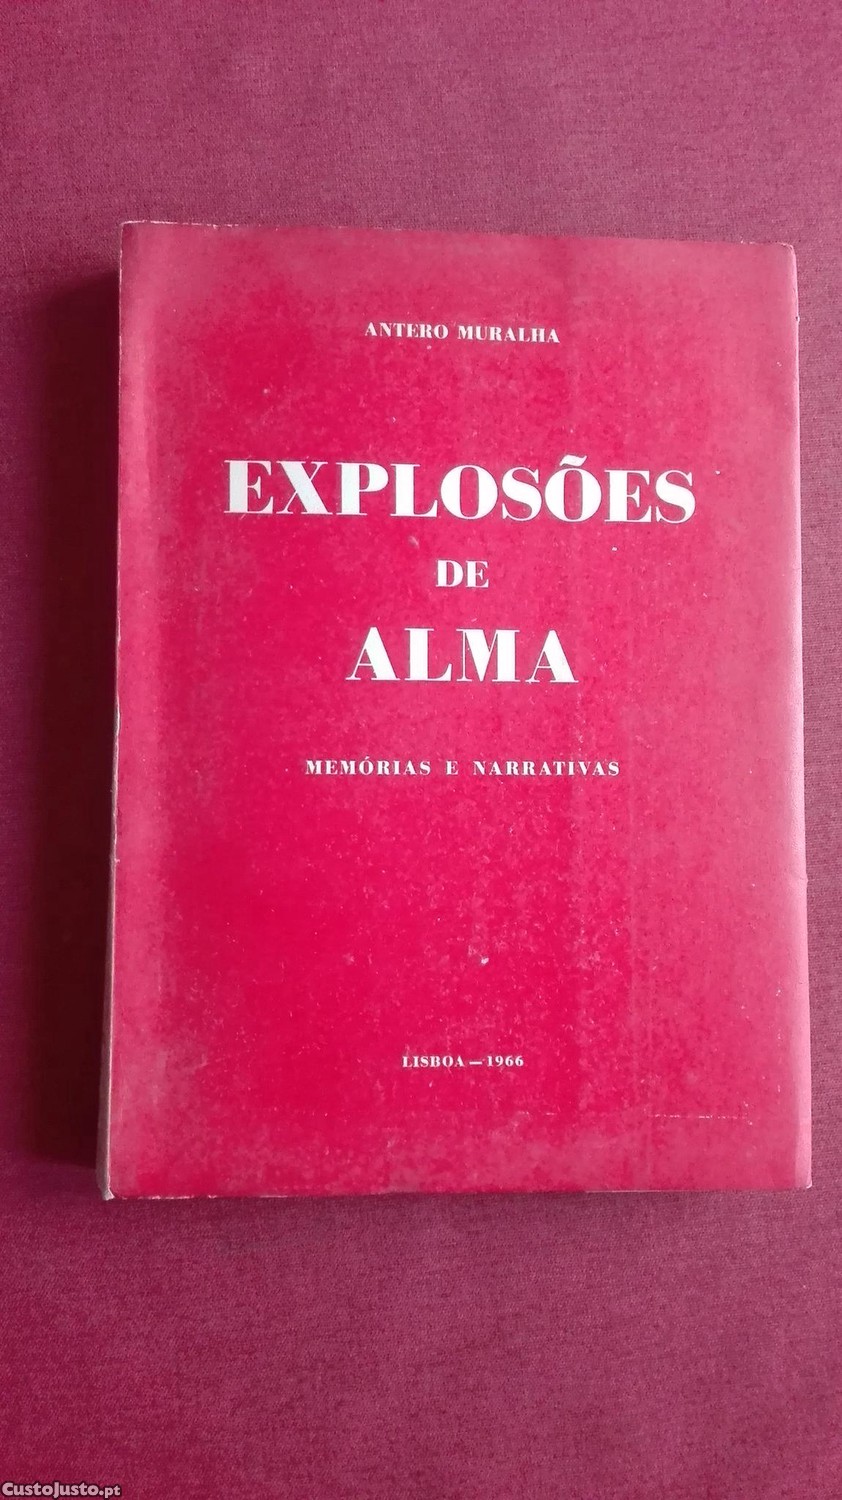 ANTERO MURALHA
EXPLOSÕES
DE
ALMA
MEMÓRIAS E NARRATIVAS
LISBOA — 1966
CustoJusto.pt